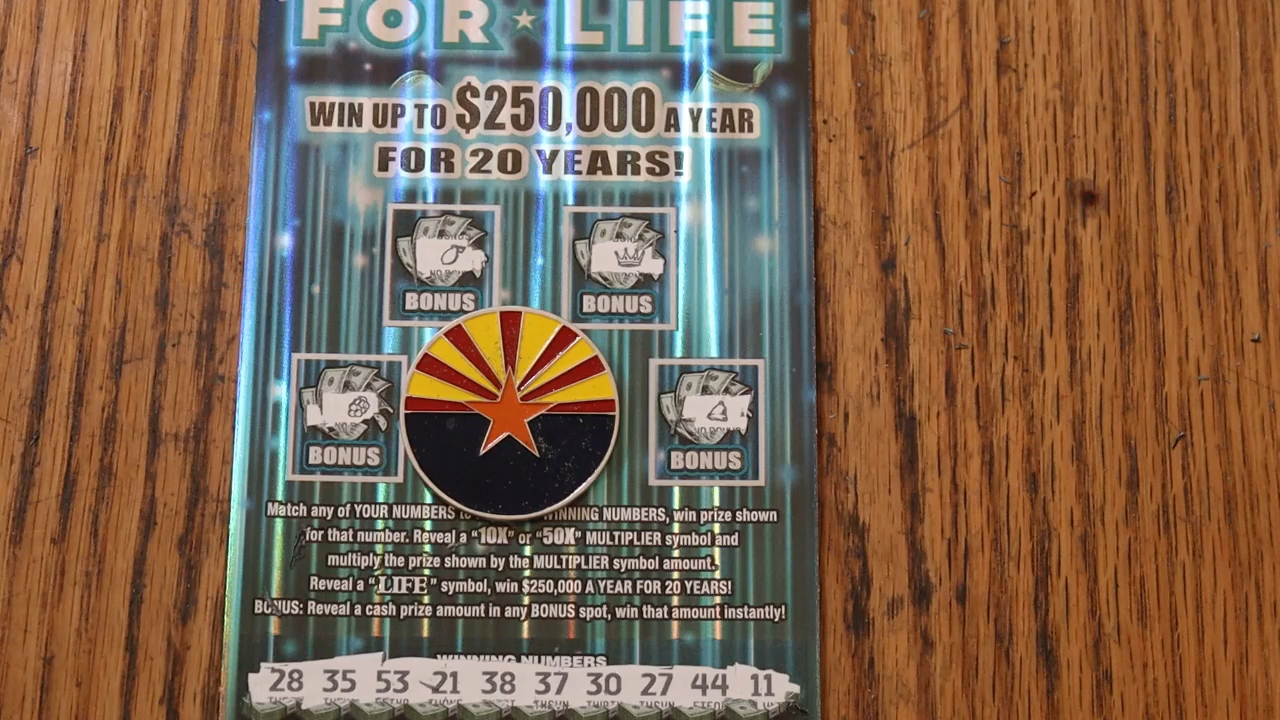 FOR LIFE
WIN UP TO $250,000 A YEAR
FOR 20 YEARS!
BONUS BONUS
BONUS BONUS
Match any of YOUR NUMBERS WINNING NUMBERS, win prize shown
for that number. Reveal a “10X” or “50X” MULTIPLIER symbol and
multiply the prize shown by the MULTIPLIER symbol amount.
Reveal a “LIFE” symbol, win $250,000 A YEAR FOR 20 YEARS!
BONUS: Reveal a cash prize amount in any BONUS spot, win that amount instantly!
WINNING NUMBERS
28 35 53 21 38 37 30 27 44 11